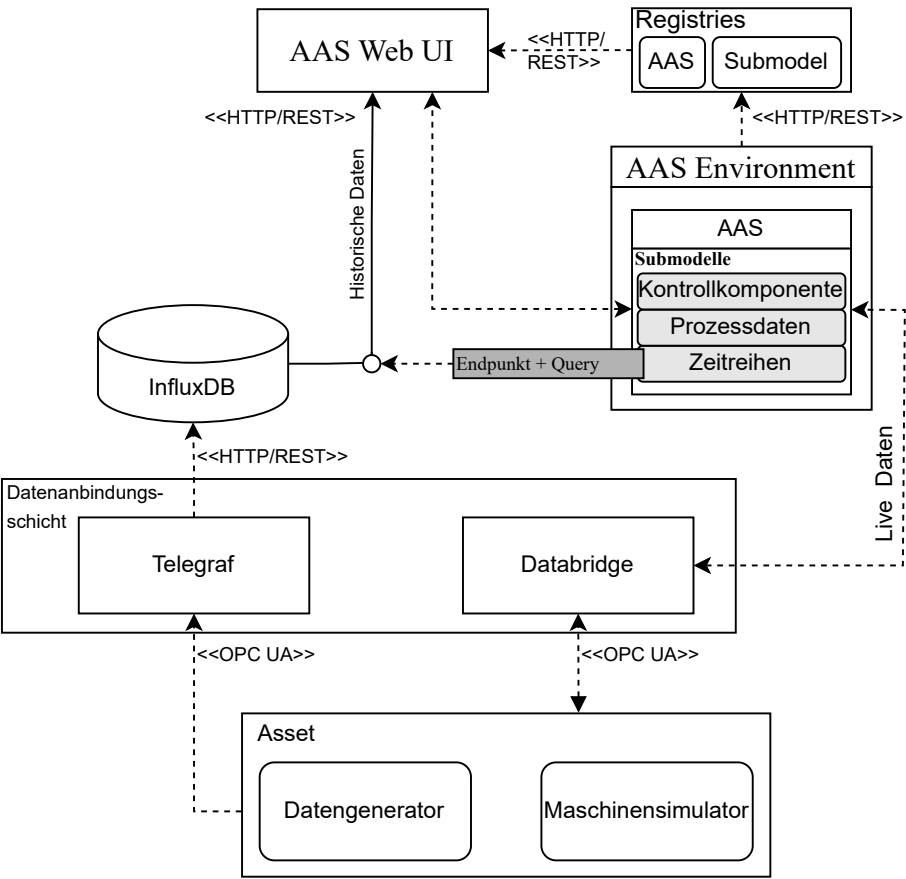 AAS Web UI
<<HTTP/
REST>>
Registries
AAS
Submodel
<<HTTP/REST>>
<<HTTP/REST>>
Historische Daten
AAS Environment
AAS
Submodelle
Kontrollkomponente
Prozessdaten
Zeitreihen
Endpunkt + Query
InfluxDB
<<HTTP/REST>>
Live Daten
Datenanbindungs-
schicht
Telegraf
Databridge
<<OPC UA>>
<<OPC UA>>
Asset
Datengenerator
Maschinensimulator